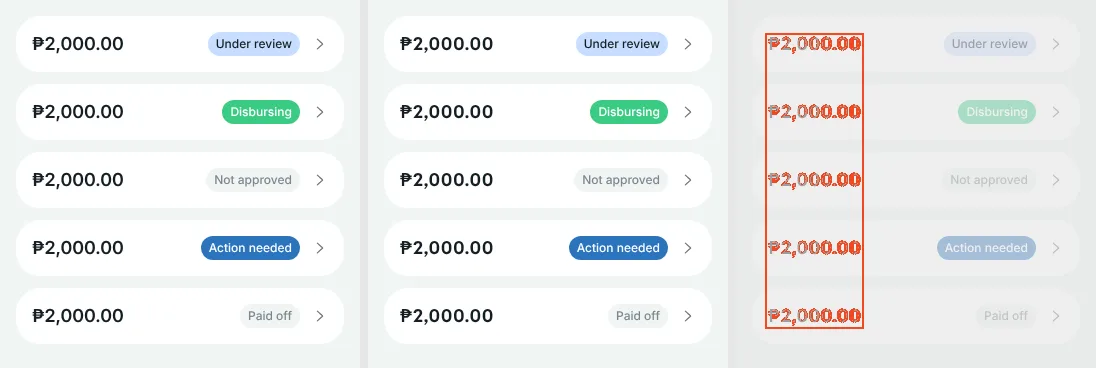 ₱2,000.00 Under review ₱2,000.00 Under review ₱2,000.00 Under review
₱2,000.00 Disbursing ₱2,000.00 Disbursing ₱2,000.00 Disbursing
₱2,000.00 Not approved ₱2,000.00 Not approved ₱2,000.00 Not approved
₱2,000.00 Action needed ₱2,000.00 Action needed ₱2,000.00 Action needed
₱2,000.00 Paid off ₱2,000.00 Paid off ₱2,000.00 Paid off